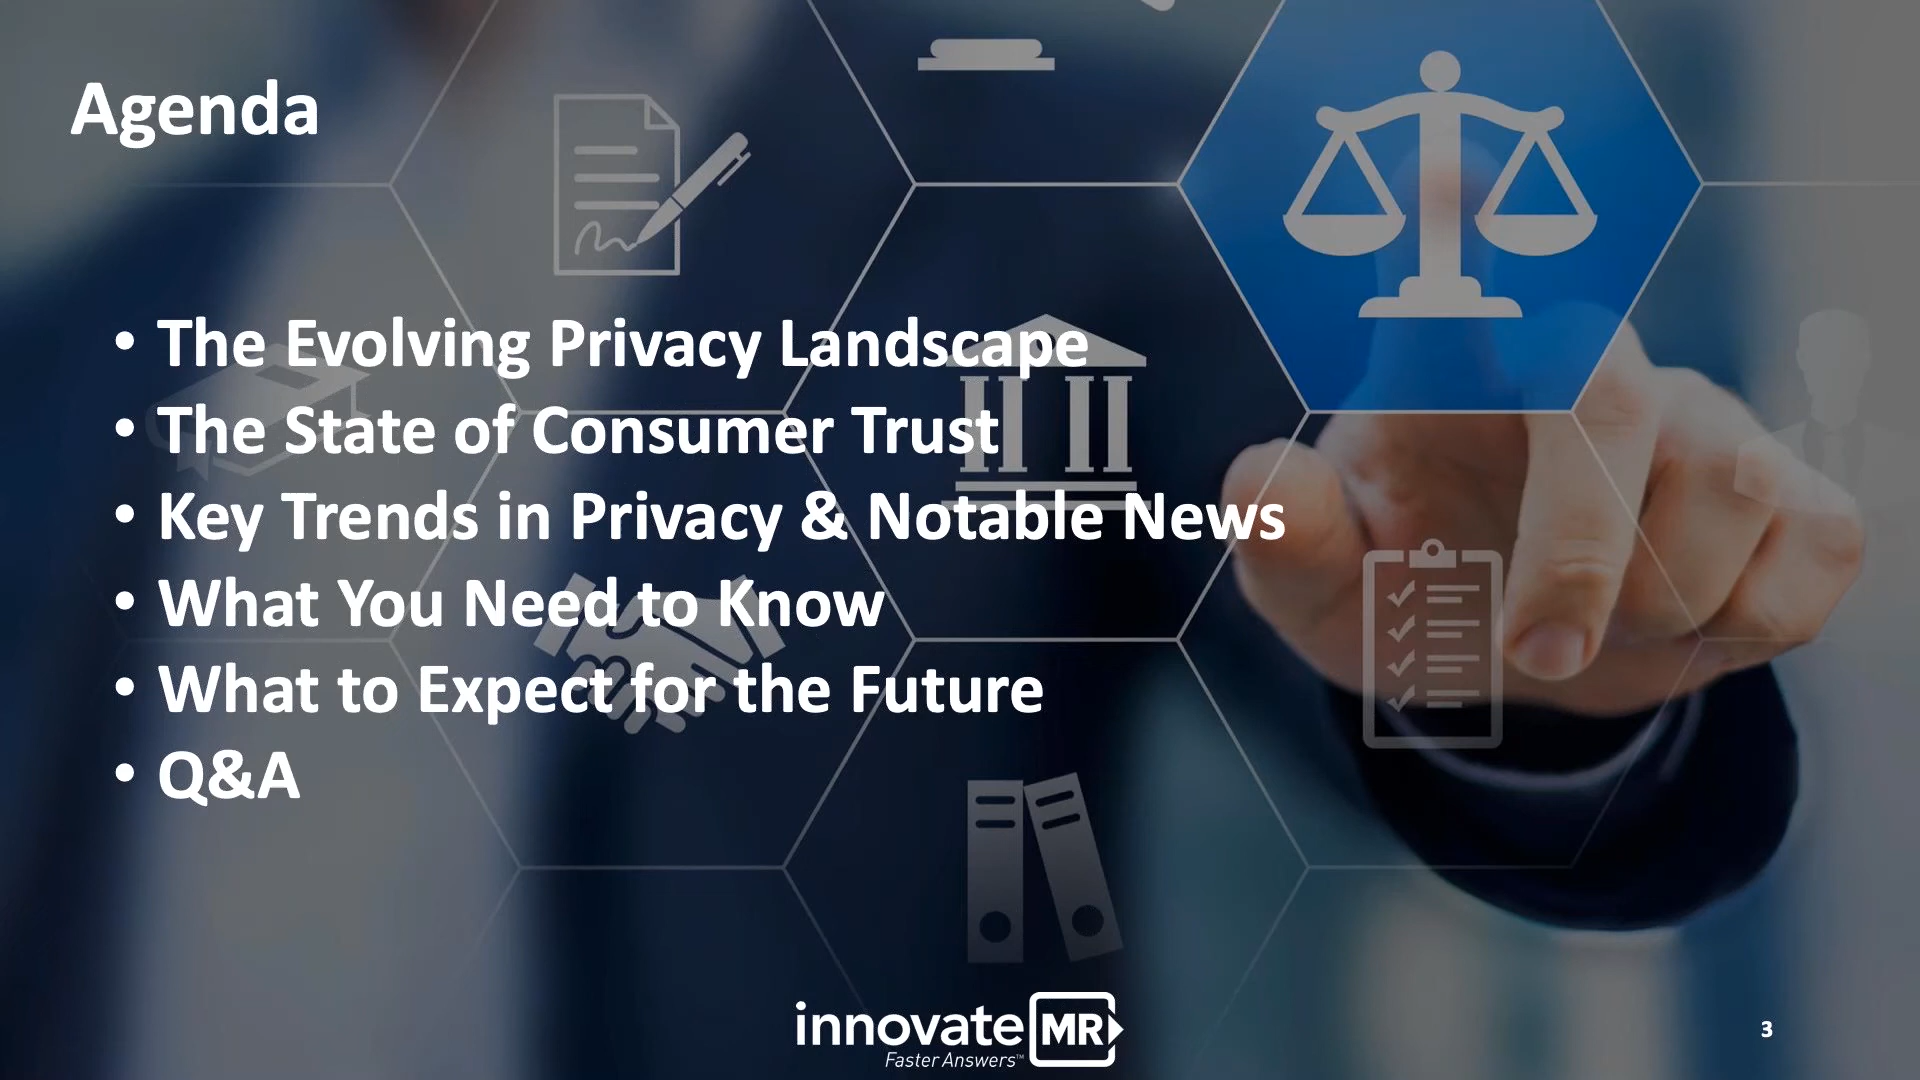 Agenda
• The Evolving Privacy Landscape
• The State of Consumer Trust
• Key Trends in Privacy & Notable News
• What You Need to Know
• What to Expect for the Future
• Q&A
innovate MR
Faster Answers™
3